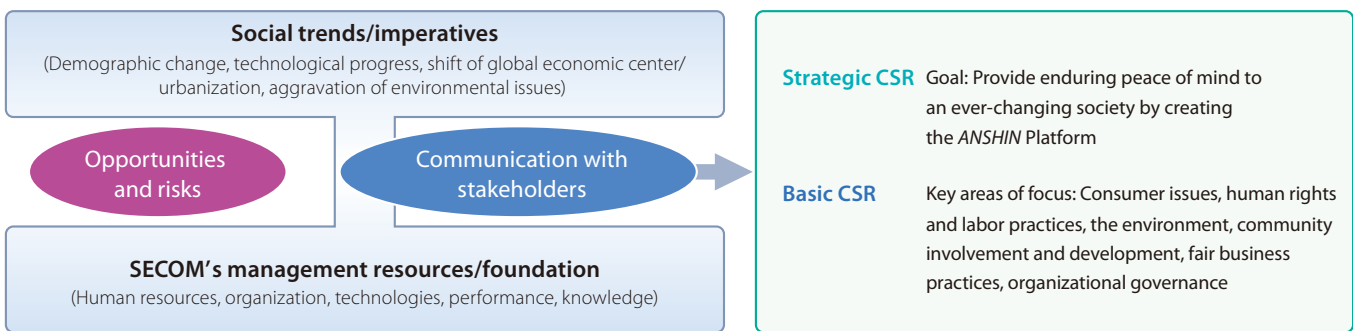 Social trends/imperatives
(Demographic change, technological progress, shift of global economic center/
urbanization, aggravation of environmental issues)
Opportunities
and risks
Communication with
stakeholders
SECOM's management resources/foundation
(Human resources, organization, technologies, performance, knowledge)
Strategic CSR Goal: Provide enduring peace of mind to
an ever-changing society by creating
the ANSHIN Platform
Basic CSR Key areas of focus: Consumer issues, human rights
and labor practices, the environment, community
involvement and development, fair business
practices, organizational governance